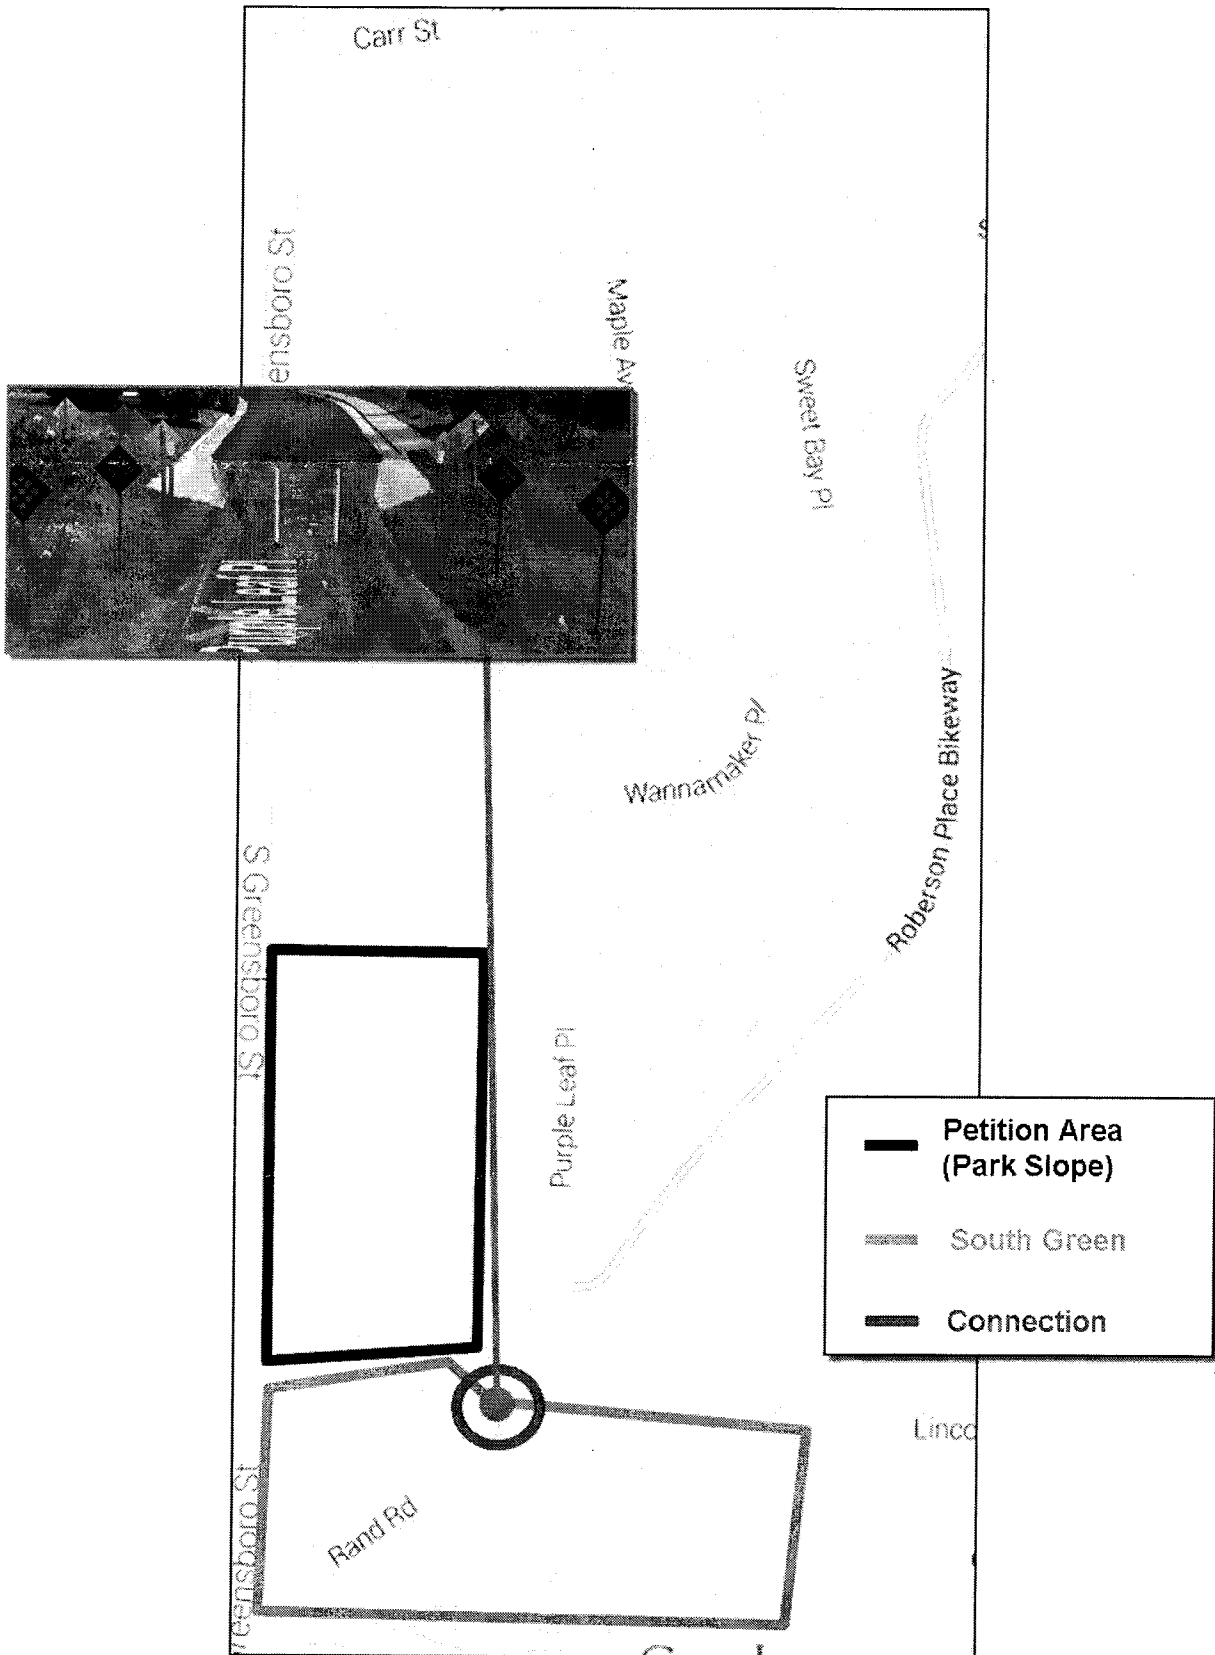 Carr St
ensboro St
Maple Av
Sweet Bay Pl
Wannamaker Pl
Roberson Place Bikeway
S Greensboro St
Purple Leaf Pl
Petition Area
(Park Slope)
South Green
Connection
Linco
Rand Rd
reensboro St